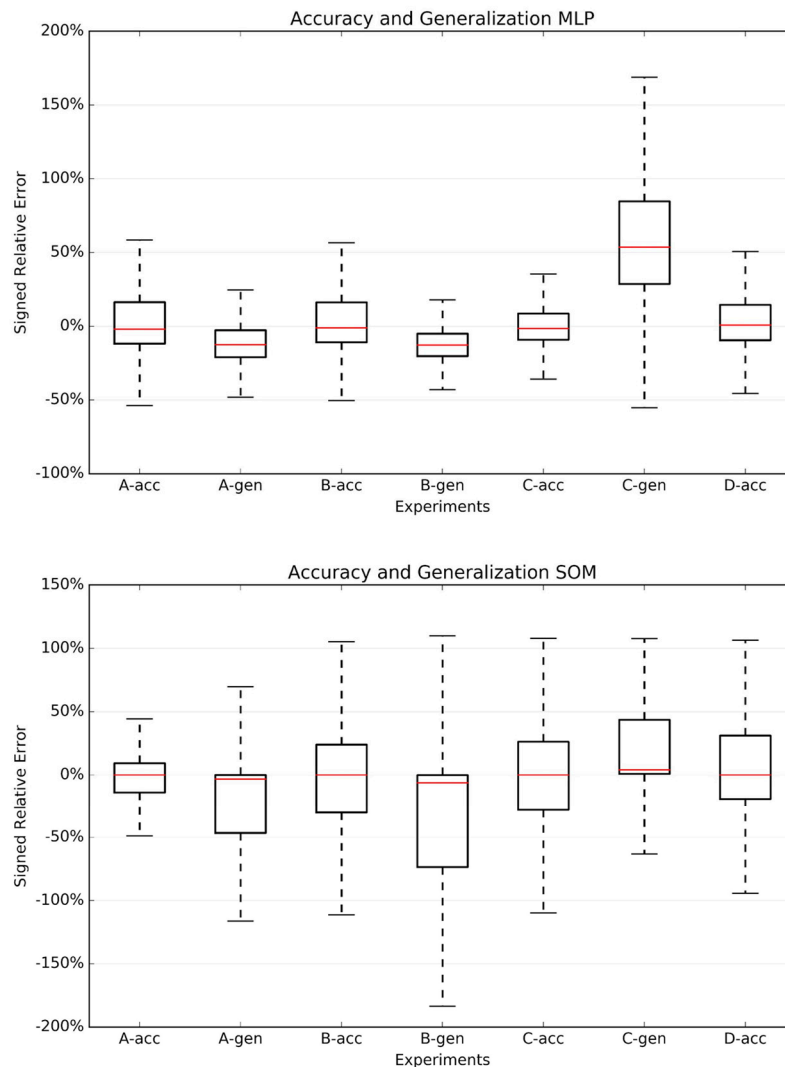 Accuracy and Generalization MLP
200%
150%
100%
50%
0%
-50%
-100%
Signed Relative Error
A-acc A-gen B-acc B-gen C-acc C-gen D-acc
Experiments
Accuracy and Generalization SOM
150%
100%
50%
0%
-50%
-100%
-150%
-200%
Signed Relative Error
A-acc A-gen B-acc B-gen C-acc C-gen D-acc
Experiments